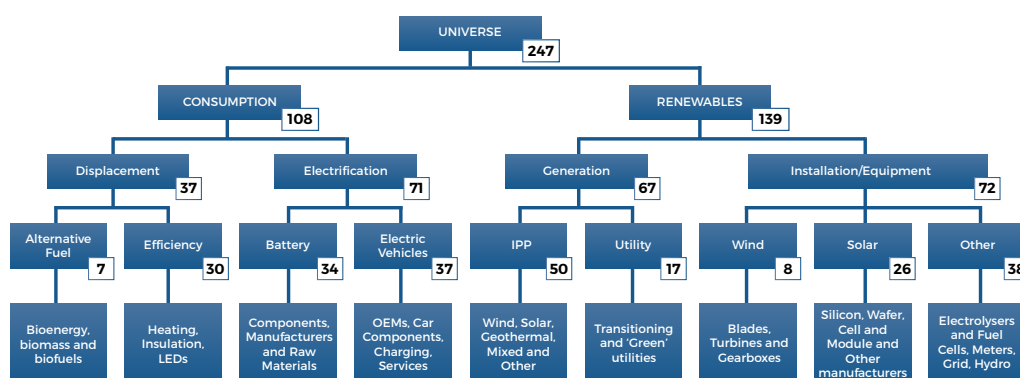 UNIVERSE
247
CONSUMPTION
108
RENEWABLES
139
Displacement
37
Electrification
71
Generation
67
Installation/Equipment
72
Alternative
Fuel
7
Efficiency
30
Battery
34
Electric
Vehicles
37
IPP
50
Utility
17
Wind
8
Solar
26
Other
38
Bioenergy,
biomass and
biofuels
Heating,
Insulation,
LEDs
Components,
Manufacturers
and Raw
Materials
OEMs, Car
Components,
Charging,
Services
Wind, Solar,
Geothermal,
Mixed and
Other
Transitioning
and ‘Green’
utilities
Blades,
Turbines and
Gearboxes
Silicon, Wafer,
Cell and
Module and
Other
manufacturers
Electrolysers
and Fuel
Cells, Meters,
Grid, Hydro